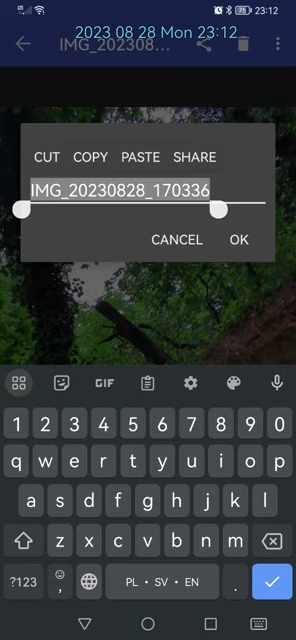 23:12
2023 08 28 Mon 23:12
IMG_202308...
CUT COPY PASTE SHARE
IMG_20230828_170336
CANCEL OK
GIF
1 2 3 4 5 6 7 8 9 0
q w e r t y u i o p
a s d f g h j k l
z x c v b n m
?123 , PL • SV • EN .